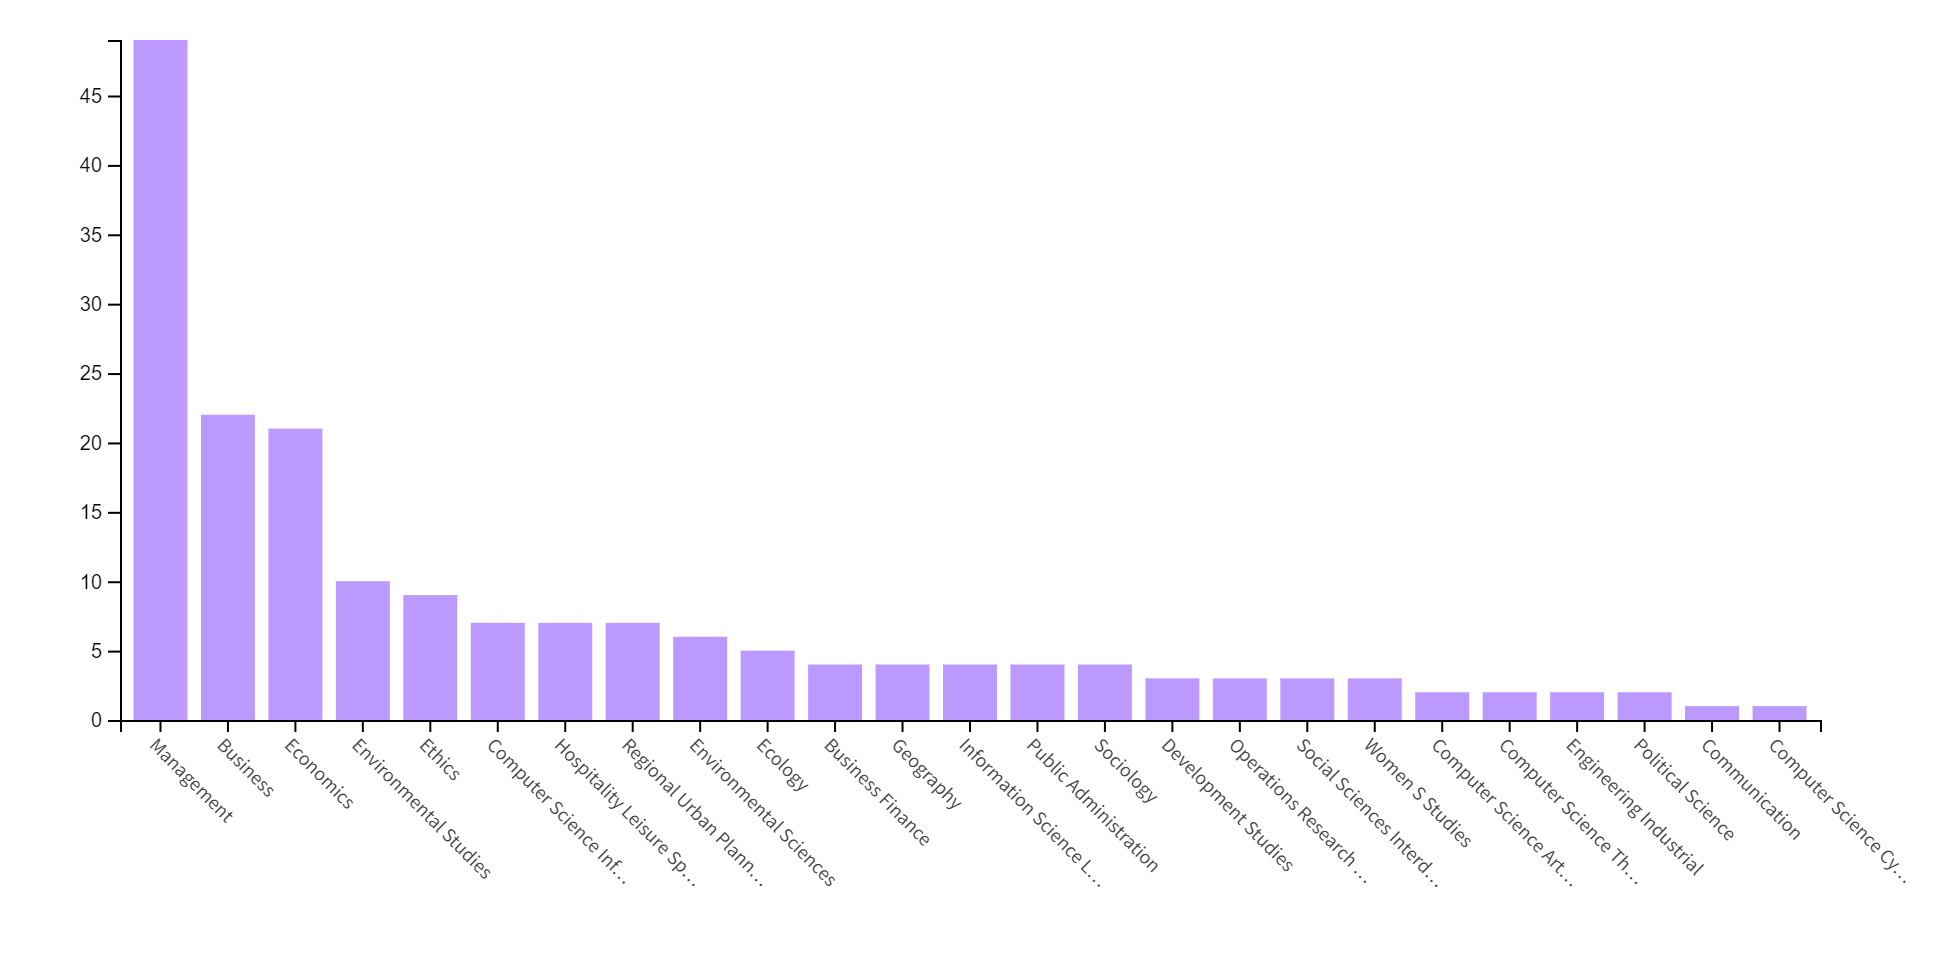 45
40
35
30
25
20
15
10
5
0
Management
Business
Economics
Environmental Studies
Ethics
Computer Science Inf...
Hospitality Leisure Sp...
Regional Urban Plann...
Environmental Sciences
Ecology
Business Finance
Geography
Information Science L...
Public Administration
Sociology
Development Studies
Operations Research ...
Social Sciences Interd...
Women S Studies
Computer Science Art...
Computer Science Th...
Engineering Industrial
Political Science
Communication
Computer Science Cy...